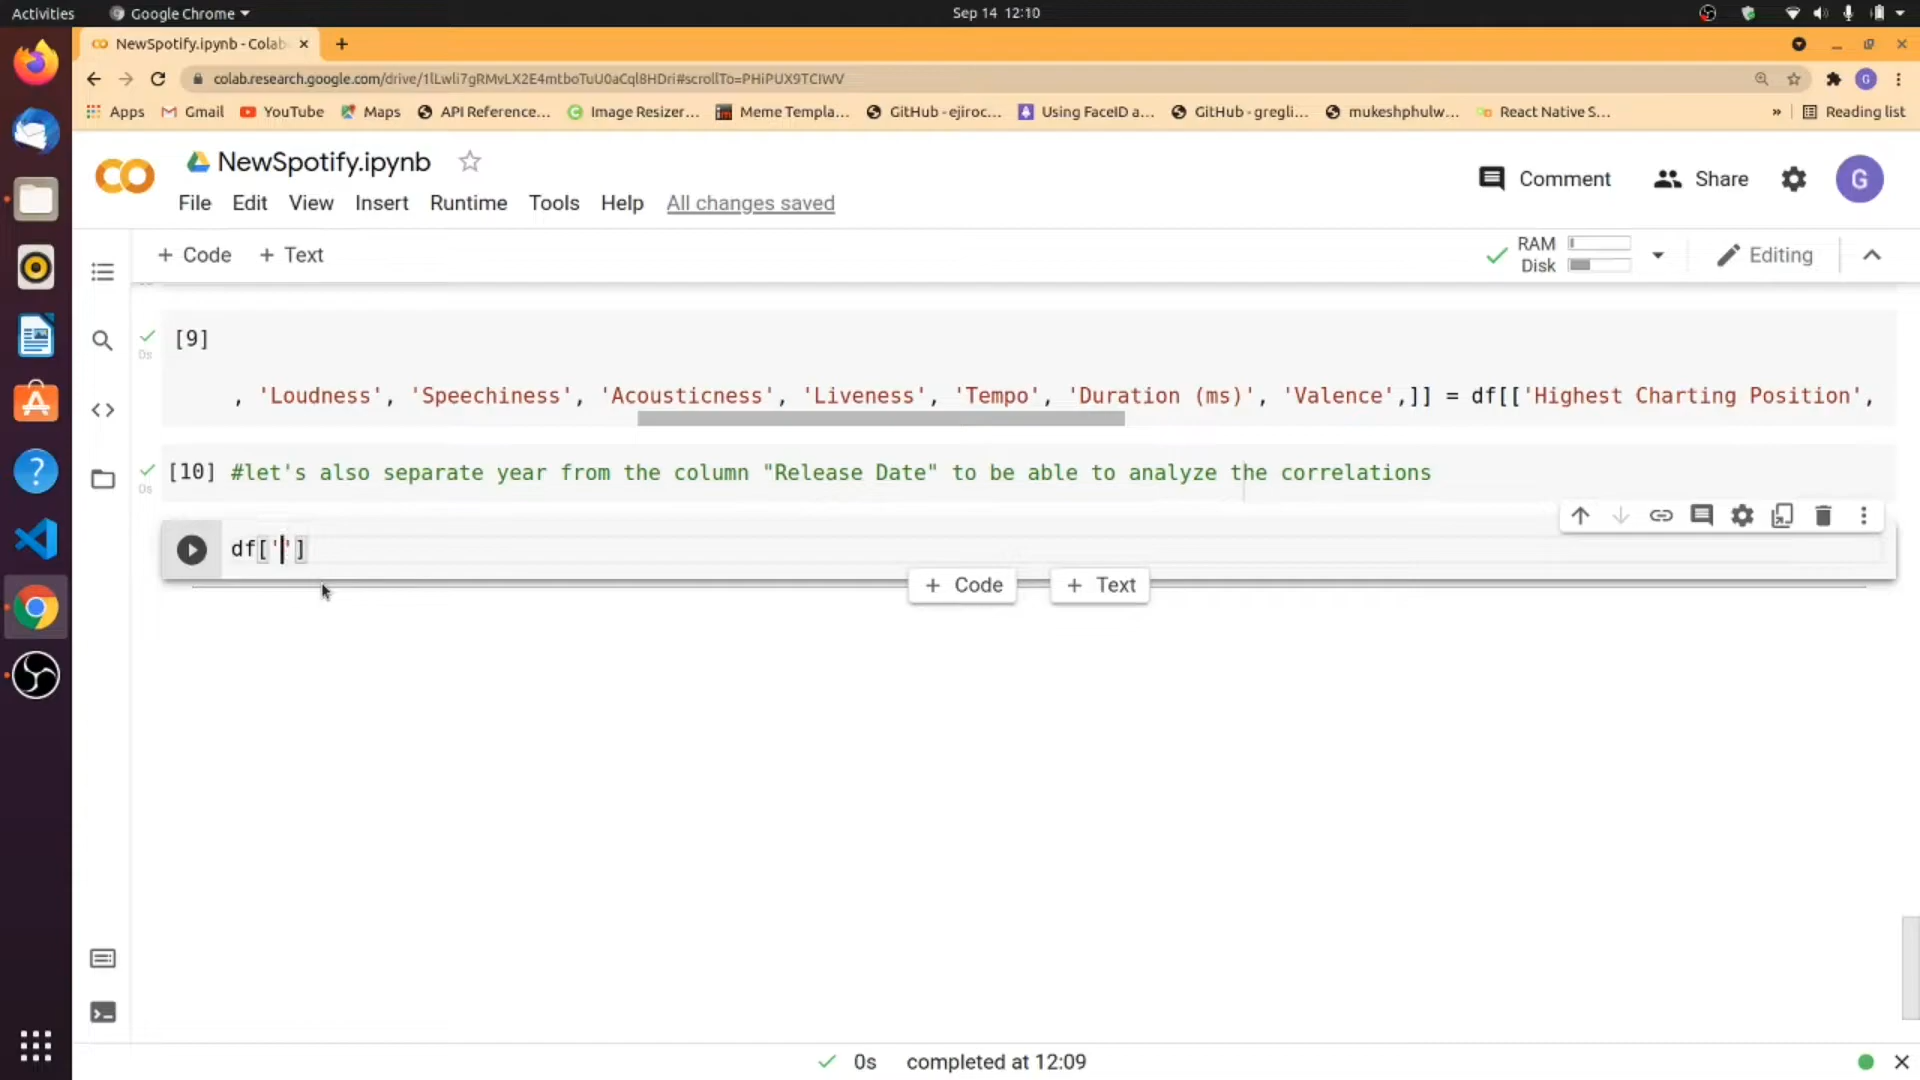 Activities
Google Chrome
Sep 14 12:10
NewSpotify.ipynb - Colab
colab.research.google.com/drive/1lLwli7gRMvLX2E4mtboTuU0aCql8HDri#scrollTo=PHiPUX9TCIWV
G
Apps
Gmail
YouTube
Maps
API Reference...
Image Resizer...
Meme Templa...
GitHub - ejiroc...
Using FaceID a...
GitHub - gregli...
mukeshphulw...
React Native S...
»
Reading list
NewSpotify.ipynb
Comment
Share
G
File Edit View Insert Runtime Tools Help All changes saved
+ Code + Text
RAM
Disk
Editing
[9]
0s
, 'Loudness', 'Speechiness', 'Acousticness', 'Liveness', 'Tempo', 'Duration (ms)', 'Valence',]] = df[['Highest Charting Position',
[10] #let's also separate year from the column "Release Date" to be able to analyze the correlations
0s
df['']
+ Code + Text
0s completed at 12:09